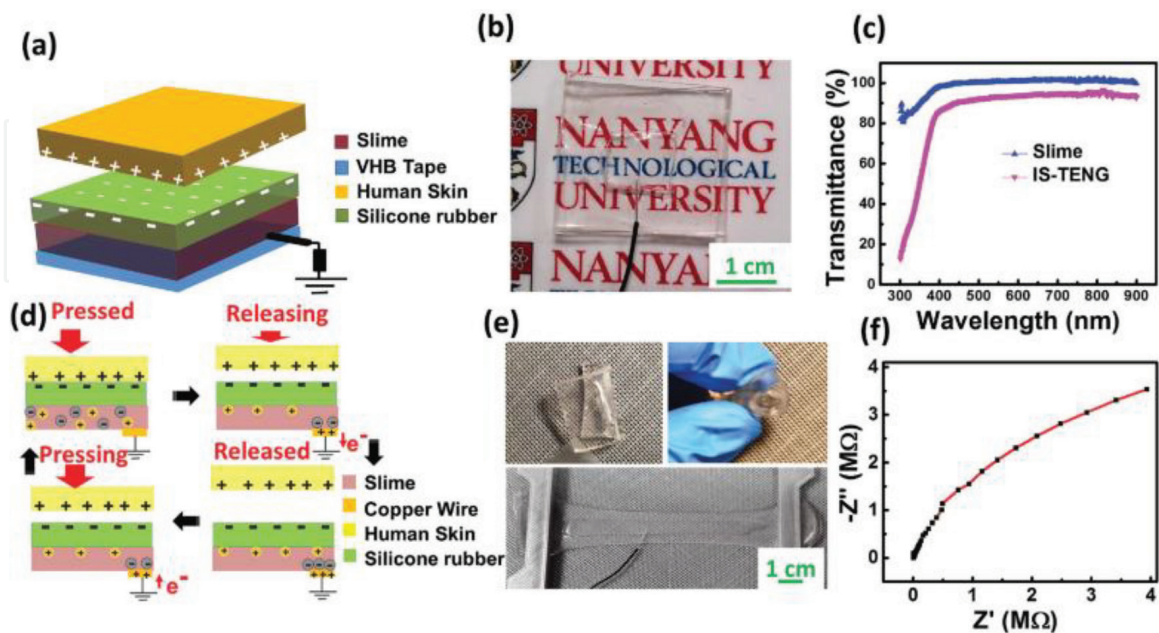 (a)
Slime
VHB Tape
Human Skin
Silicone rubber
(b)
UNIVERSITY
NANYANG
TECHNOLOGICAL
UNIVERSITY
NANYA
1 cm
(c)
Transmittance (%)
100
80
60
40
20
0
Slime
IS-TENG
300 400 500 600 700 800 900
Wavelength (nm)
(d)
Pressed
Releasing
e-
Pressing
Released
e-
Slime
Copper Wire
Human Skin
Silicone rubber
(e)
1 cm
(f)
-Z'' (MΩ)
4
3
2
1
0
0 1 2 3 4
Z' (MΩ)